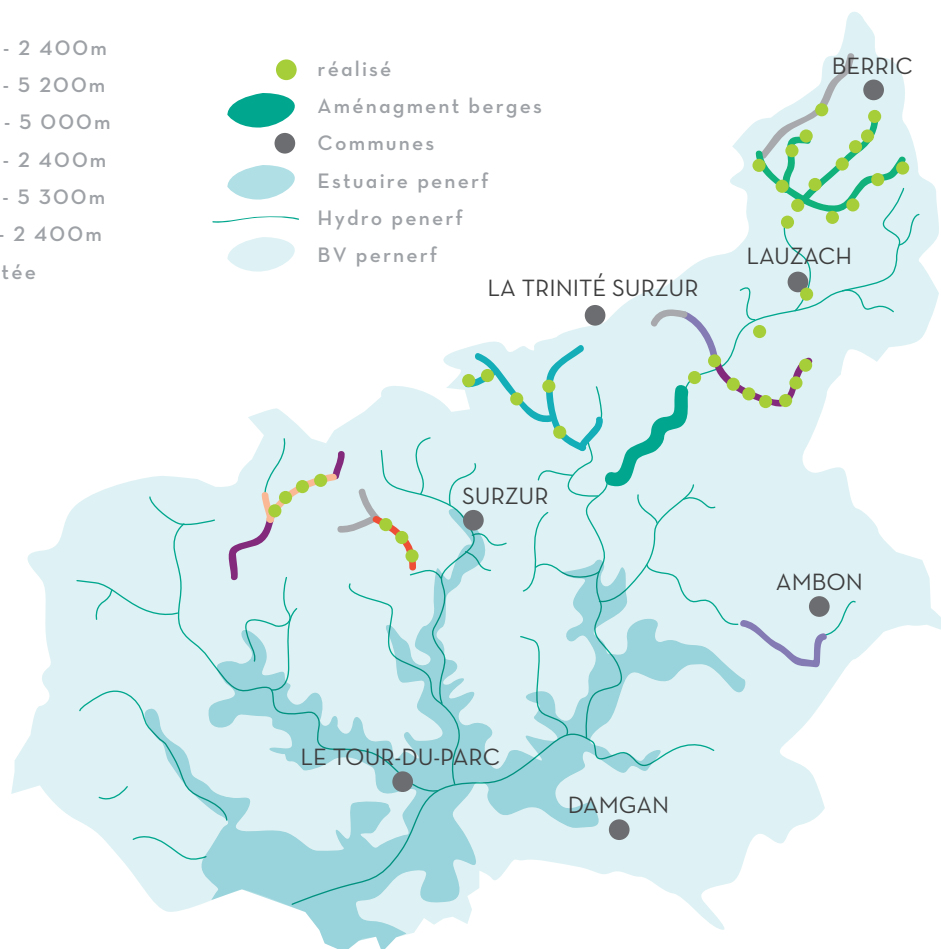 - 2 400m
- 5 200m
- 5 000m
- 2 400m
- 5 300m
- 2 400m
tée
réalisé
Aménagment berges
Communes
Estuaire penerf
Hydro penerf
BV pernerf
BERRIC
LAUZACH
LA TRINITÉ SURZUR
SURZUR
AMBON
LE TOUR-DU-PARC
DAMGAN